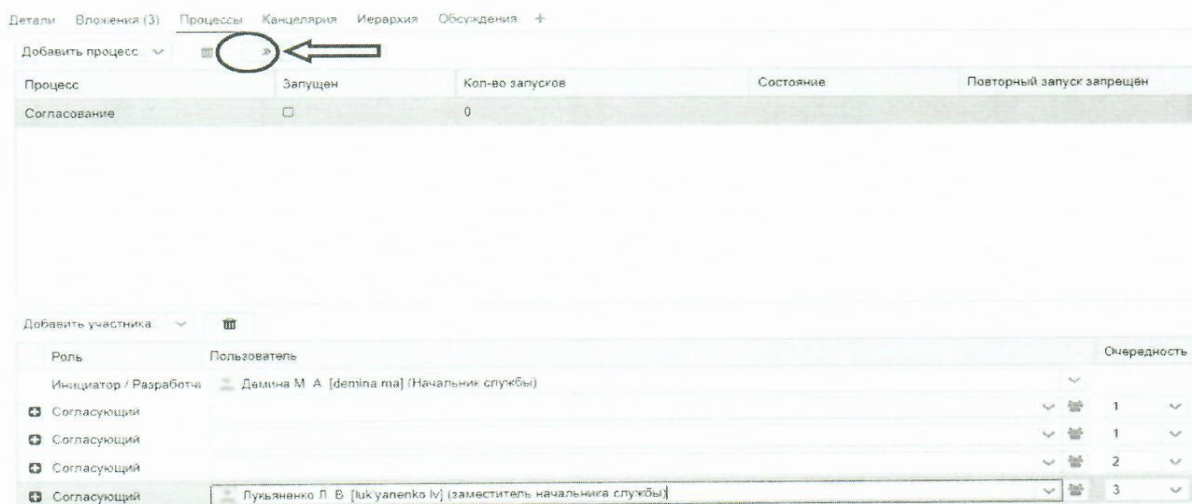 Детали Вложения (3) Процессы Канцелярия Иерархия Обсуждения +
Добавить процесс »
Процесс Запущен Кол-во запусков Состояние Повторный запуск запрещён
Согласование 0
Добавить участника
Роль Пользователь Очередность
Инициатор / Разработчи Демина М. А. [demina.ma] (Начальник службы)
Согласующий 1
Согласующий 1
Согласующий 2
Согласующий Лукьяненко Л. В. [luk'yanenko.lv] (заместитель начальника службы) 3